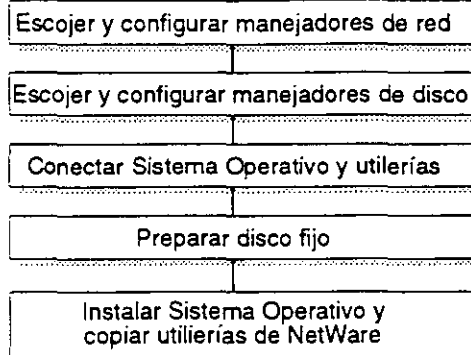 Escojer y configurar manejadores de red
Escojer y configurar manejadores de disco
Conectar Sistema Operativo y utilerías
Preparar disco fijo
Instalar Sistema Operativo y
copiar utilierías de NetWare